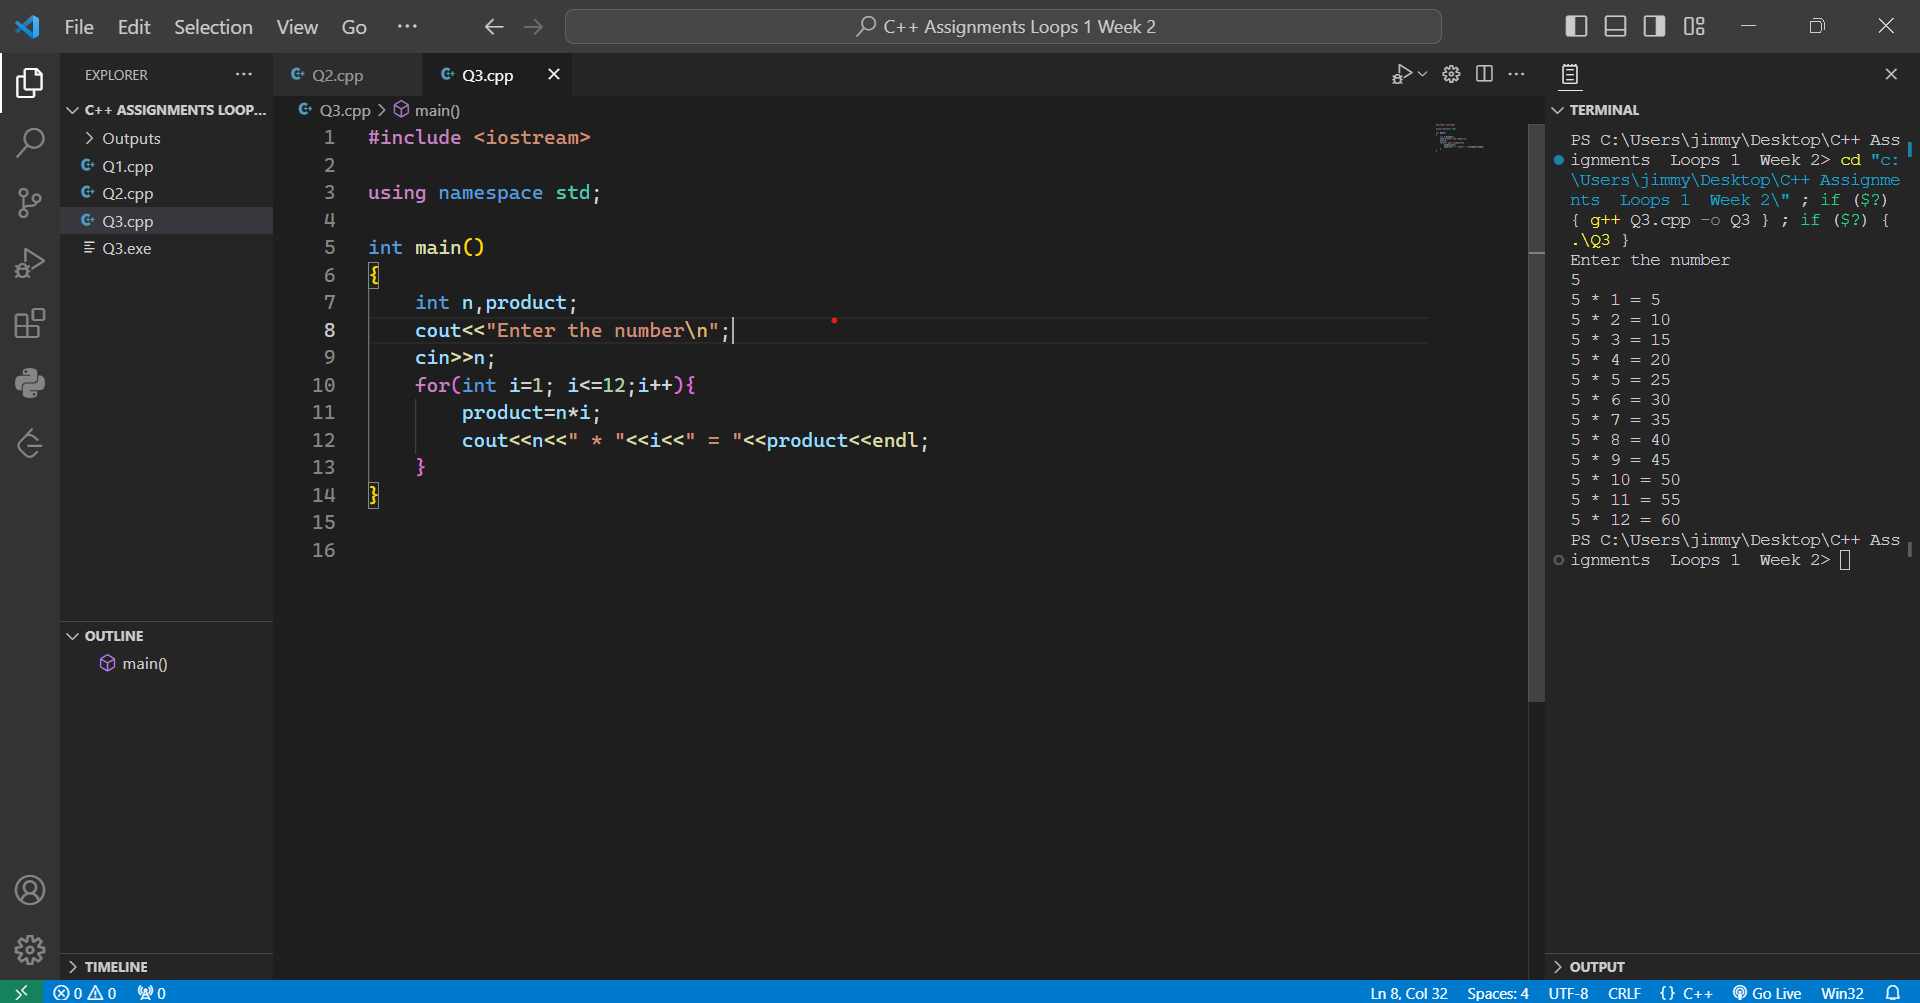 File Edit Selection View Go ···
C++ Assignments Loops 1 Week 2
EXPLORER ···
C++ ASSIGNMENTS LOOP...
Outputs
Q1.cpp
Q2.cpp
Q3.cpp
Q3.exe
OUTLINE
main()
TIMELINE
Q2.cpp Q3.cpp
Q3.cpp > main()
1 #include <iostream>
2
3 using namespace std;
4
5 int main()
6 {
7 int n,product;
8 cout<<"Enter the number\n";
9 cin>>n;
10 for(int i=1; i<=12;i++){
11 product=n*i;
12 cout<<n<<" * "<<i<<" = "<<product<<endl;
13 }
14 }
15
16
TERMINAL
PS C:\Users\jimmy\Desktop\C++ Ass
ignments  Loops 1  Week 2> cd "c:
\Users\jimmy\Desktop\C++ Assignme
nts  Loops 1  Week 2\" ; if ($?)
{ g++ Q3.cpp -o Q3 } ; if ($?) {
.\Q3 }
Enter the number
5
5 * 1 = 5
5 * 2 = 10
5 * 3 = 15
5 * 4 = 20
5 * 5 = 25
5 * 6 = 30
5 * 7 = 35
5 * 8 = 40
5 * 9 = 45
5 * 10 = 50
5 * 11 = 55
5 * 12 = 60
PS C:\Users\jimmy\Desktop\C++ Ass
ignments  Loops 1  Week 2>
OUTPUT
0 0 0
Ln 8, Col 32 Spaces: 4 UTF-8 CRLF {} C++ Go Live Win32